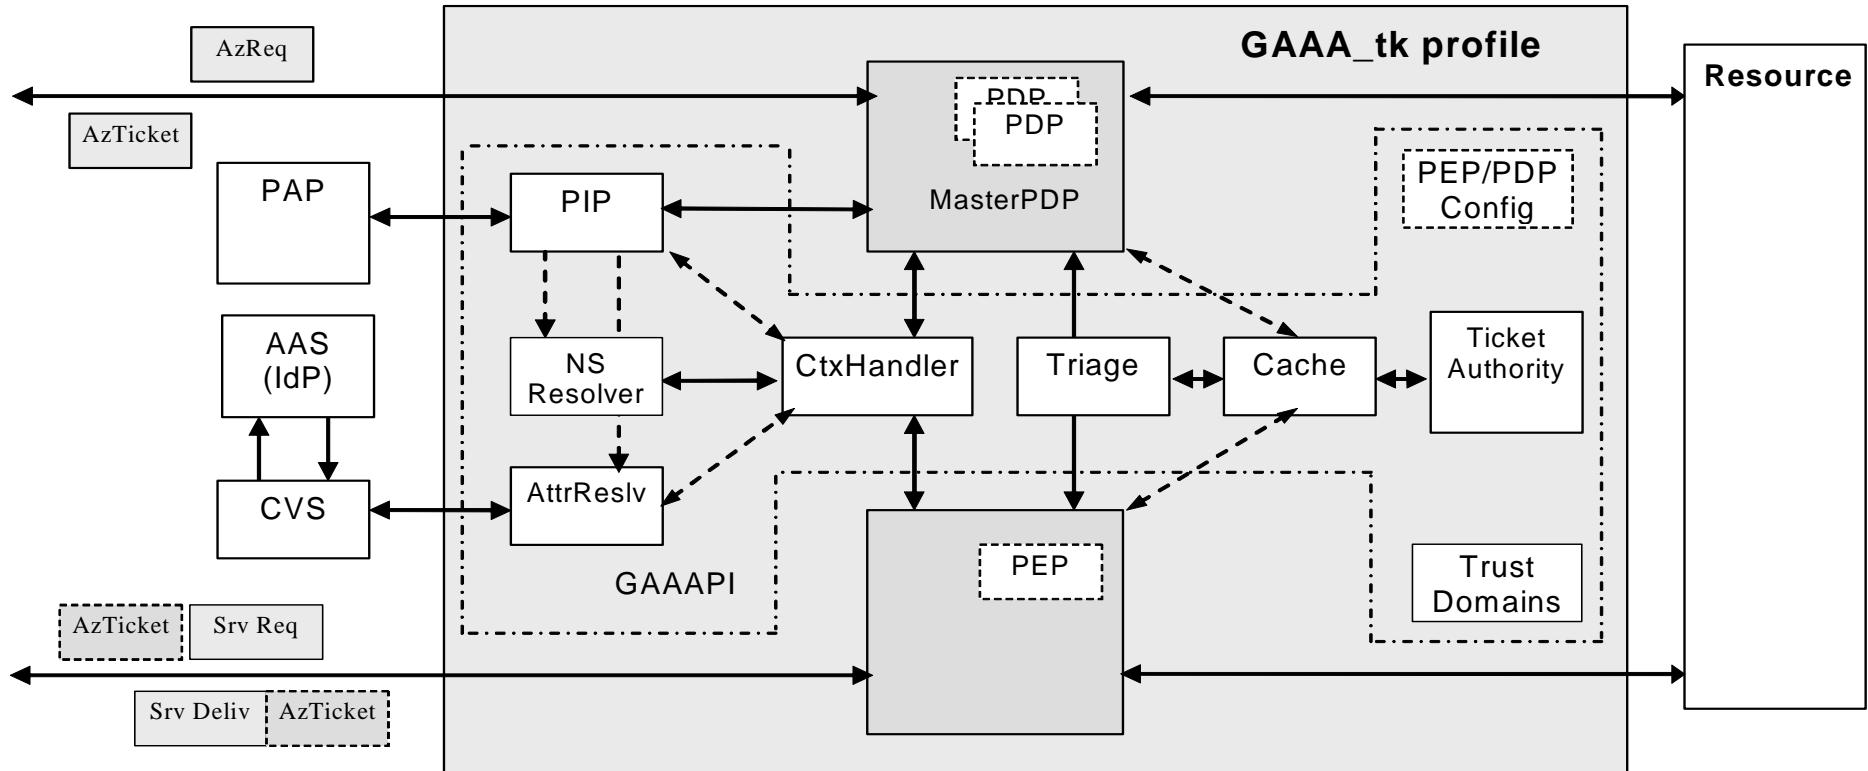 AzReq
GAAA_tk profile
Resource
PDP
PDP
AzTicket
PAP
PIP
MasterPDP
PEP/PDP
Config
AAS
(IdP)
NS
Resolver
CtxHandler
Triage
Cache
Ticket
Authority
CVS
AttrReslv
GAAAPI
PEP
Trust
Domains
AzTicket
Srv Req
Srv Deliv
AzTicket